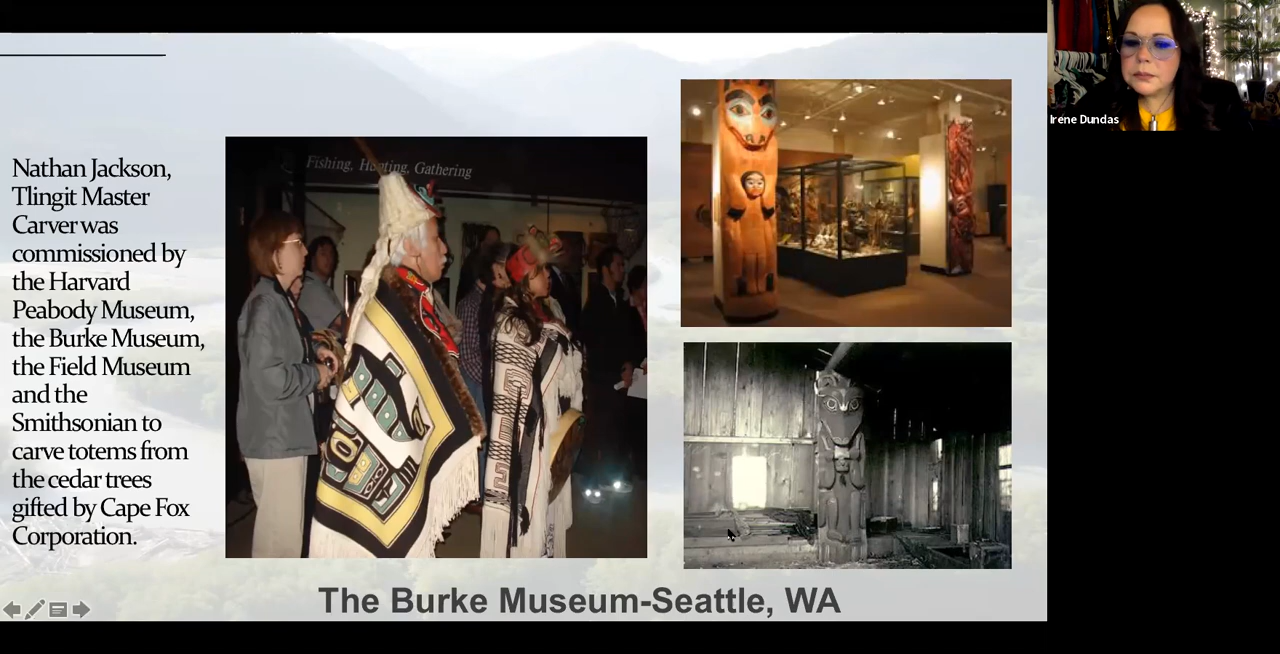 Nathan Jackson,
Tlingit Master
Carver was
commissioned by
the Harvard
Peabody Museum,
the Burke Museum,
the Field Museum
and the
Smithsonian to
carve totems from
the cedar trees
gifted by Cape Fox
Corporation.
Fishing, Hunting, Gathering
The Burke Museum-Seattle, WA
Irene Dundas